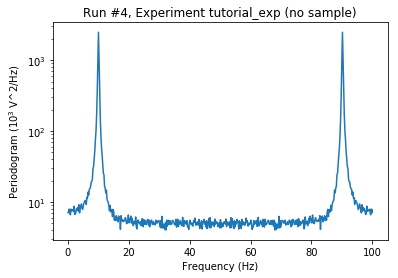 Run #4, Experiment tutorial_exp (no sample)
Periodogram (10³ V^2/Hz)
10³
10²
10¹
0 20 40 60 80 100
Frequency (Hz)